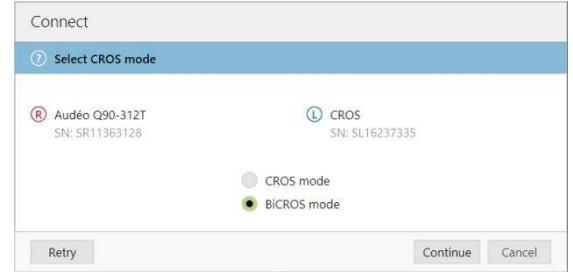 Connect
? Select CROS mode
R Audéo Q90-312T
SN: SR11363128
L CROS
SN: SL16237335
CROS mode
BiCROS mode
Retry
Continue
Cancel